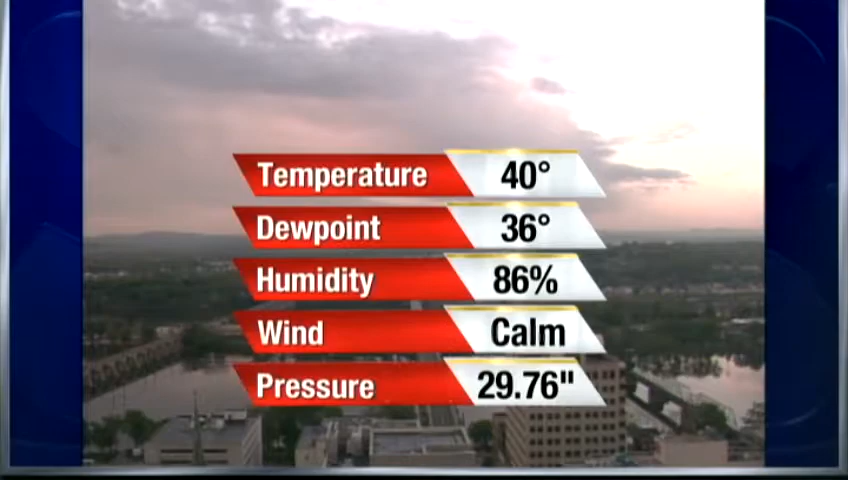 Temperature 40°
Dewpoint 36°
Humidity 86%
Wind Calm
Pressure 29.76"